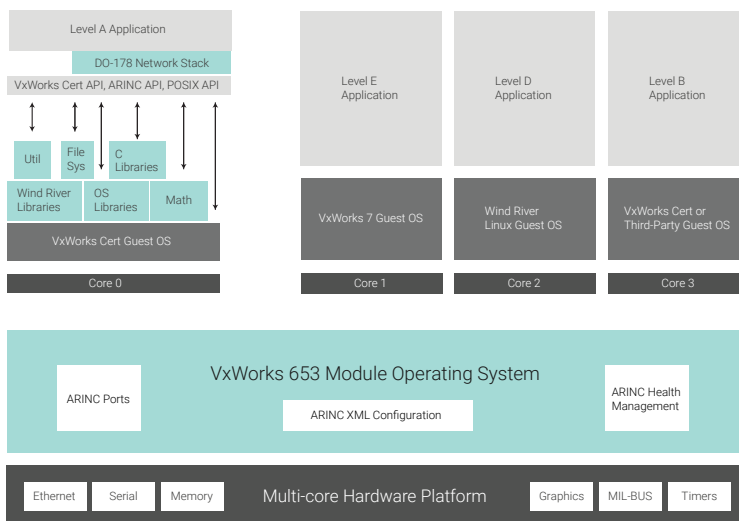 Level A Application
DO-178 Network Stack
VxWorks Cert API, ARINC API, POSIX API
Util
File
Sys
C
Libraries
Wind River
Libraries
OS
Libraries
Math
VxWorks Cert Guest OS
Core 0
Level E
Application
VxWorks 7 Guest OS
Core 1
Level D
Application
Wind River
Linux Guest OS
Core 2
Level B
Application
VxWorks Cert or
Third-Party Guest OS
Core 3
VxWorks 653 Module Operating System
ARINC Ports
ARINC XML Configuration
ARINC Health
Management
Ethernet
Serial
Memory
Multi-core Hardware Platform
Graphics
MIL-BUS
Timers